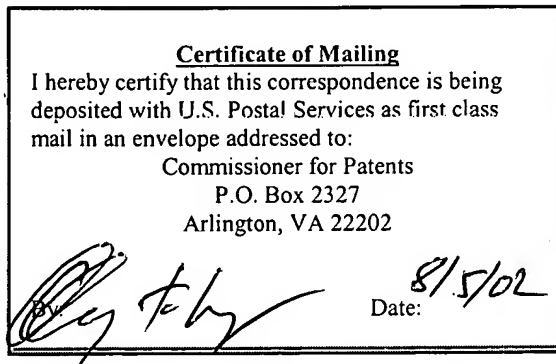 Certificate of Mailing
I hereby certify that this correspondence is being
deposited with U.S. Postal Services as first class
mail in an envelope addressed to:
Commissioner for Patents
P.O. Box 2327
Arlington, VA 22202
By:
Date: 8/5/02